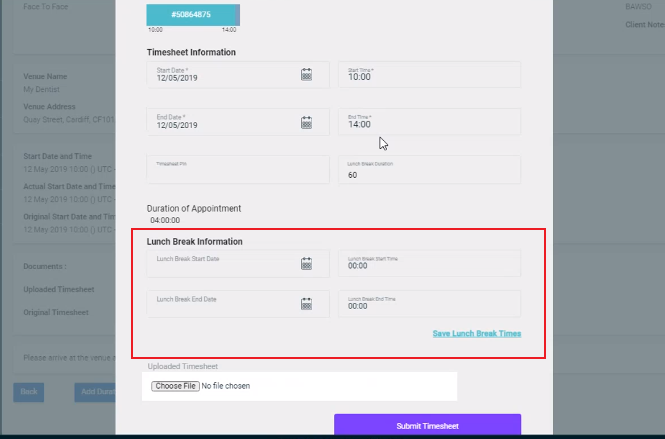 Face To Face
BAWSO
#50864875
Client Note
10:00 14:00
Timesheet Information
Start Date * Start Time *
12/05/2019 10:00
Venue Name
My Dentist
Venue Address
End Date * End Time *
12/05/2019 14:00
Quay Street, Cardiff, CF101
Start Date and Time
Timesheet Pin Lunch Break Duration
12 May 2019 10:00 () UTC
60
Actual Start Date and Time
12 May 2019 10:00 () UTC
Duration of Appointment
Original Start Date and Tim
04:00:00
12 May 2019 10:00 () UTC
Lunch Break Information
Lunch Break Start Date Lunch Break Start Time
00:00
Documents :
Uploaded Timesheet
Lunch Break End Date Lunch Break End Time
00:00
Original Timesheet
Save Lunch Break Times
Please arrive at the venue
Uploaded Timesheet
Choose File No file chosen
Back Add Durat
Submit Timesheet